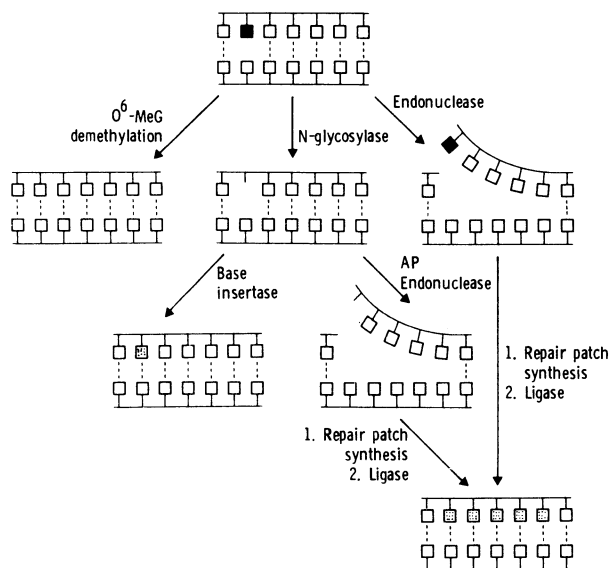 O⁶-MeG
demethylation
N-glycosylase
Endonuclease
Base
insertase
AP
Endonuclease
1. Repair patch
synthesis
2. Ligase
1. Repair patch
synthesis
2. Ligase